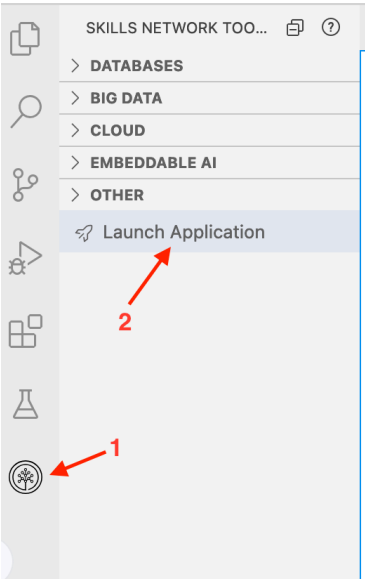 SKILLS NETWORK TOO...
DATABASES
BIG DATA
CLOUD
EMBEDDABLE AI
OTHER
Launch Application
2
1